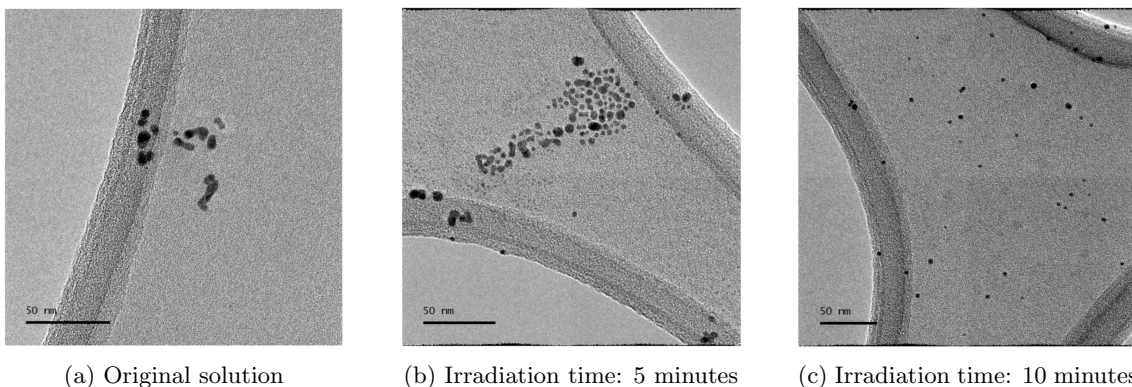 50 nm
50 nm
50 nm
(a) Original solution
(b) Irradiation time: 5 minutes
(c) Irradiation time: 10 minutes